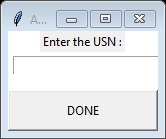 A...
Enter the USN :
DONE